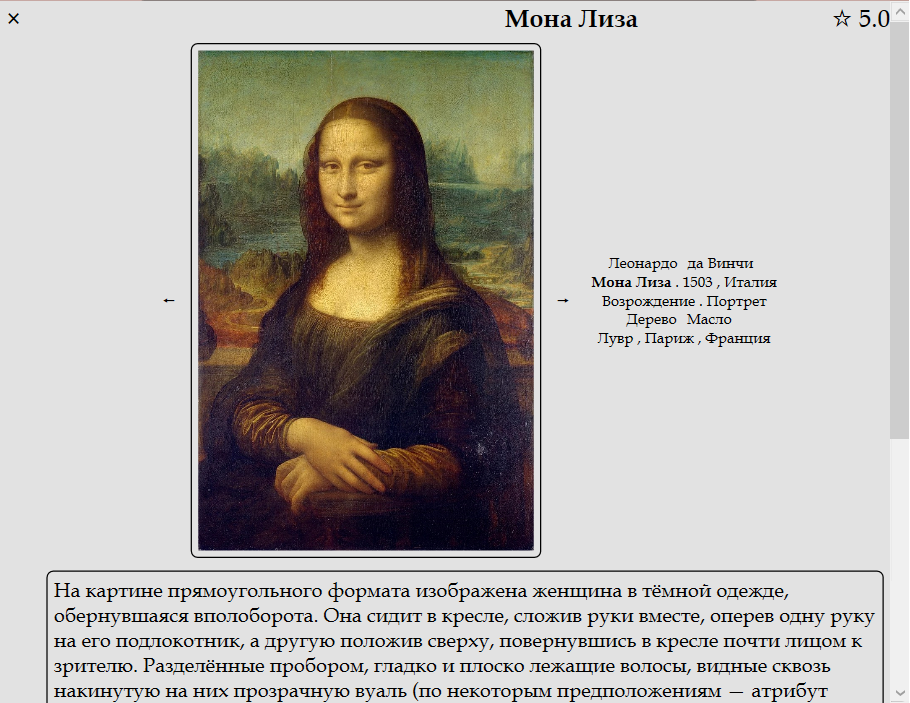 × Мона Лиза ☆ 5.0
← →
Леонардо да Винчи
Мона Лиза . 1503 , Италия
Возрождение . Портрет
Дерево Масло
Лувр , Париж , Франция
На картине прямоугольного формата изображена женщина в тёмной одежде,
обернувшаяся вполоборота. Она сидит в кресле, сложив руки вместе, оперев одну руку
на его подлокотник, а другую положив сверху, повернувшись в кресле почти лицом к
зрителю. Разделённые пробором, гладко и плоско лежащие волосы, видные сквозь
накинутую на них прозрачную вуаль (по некоторым предположениям — атрибут